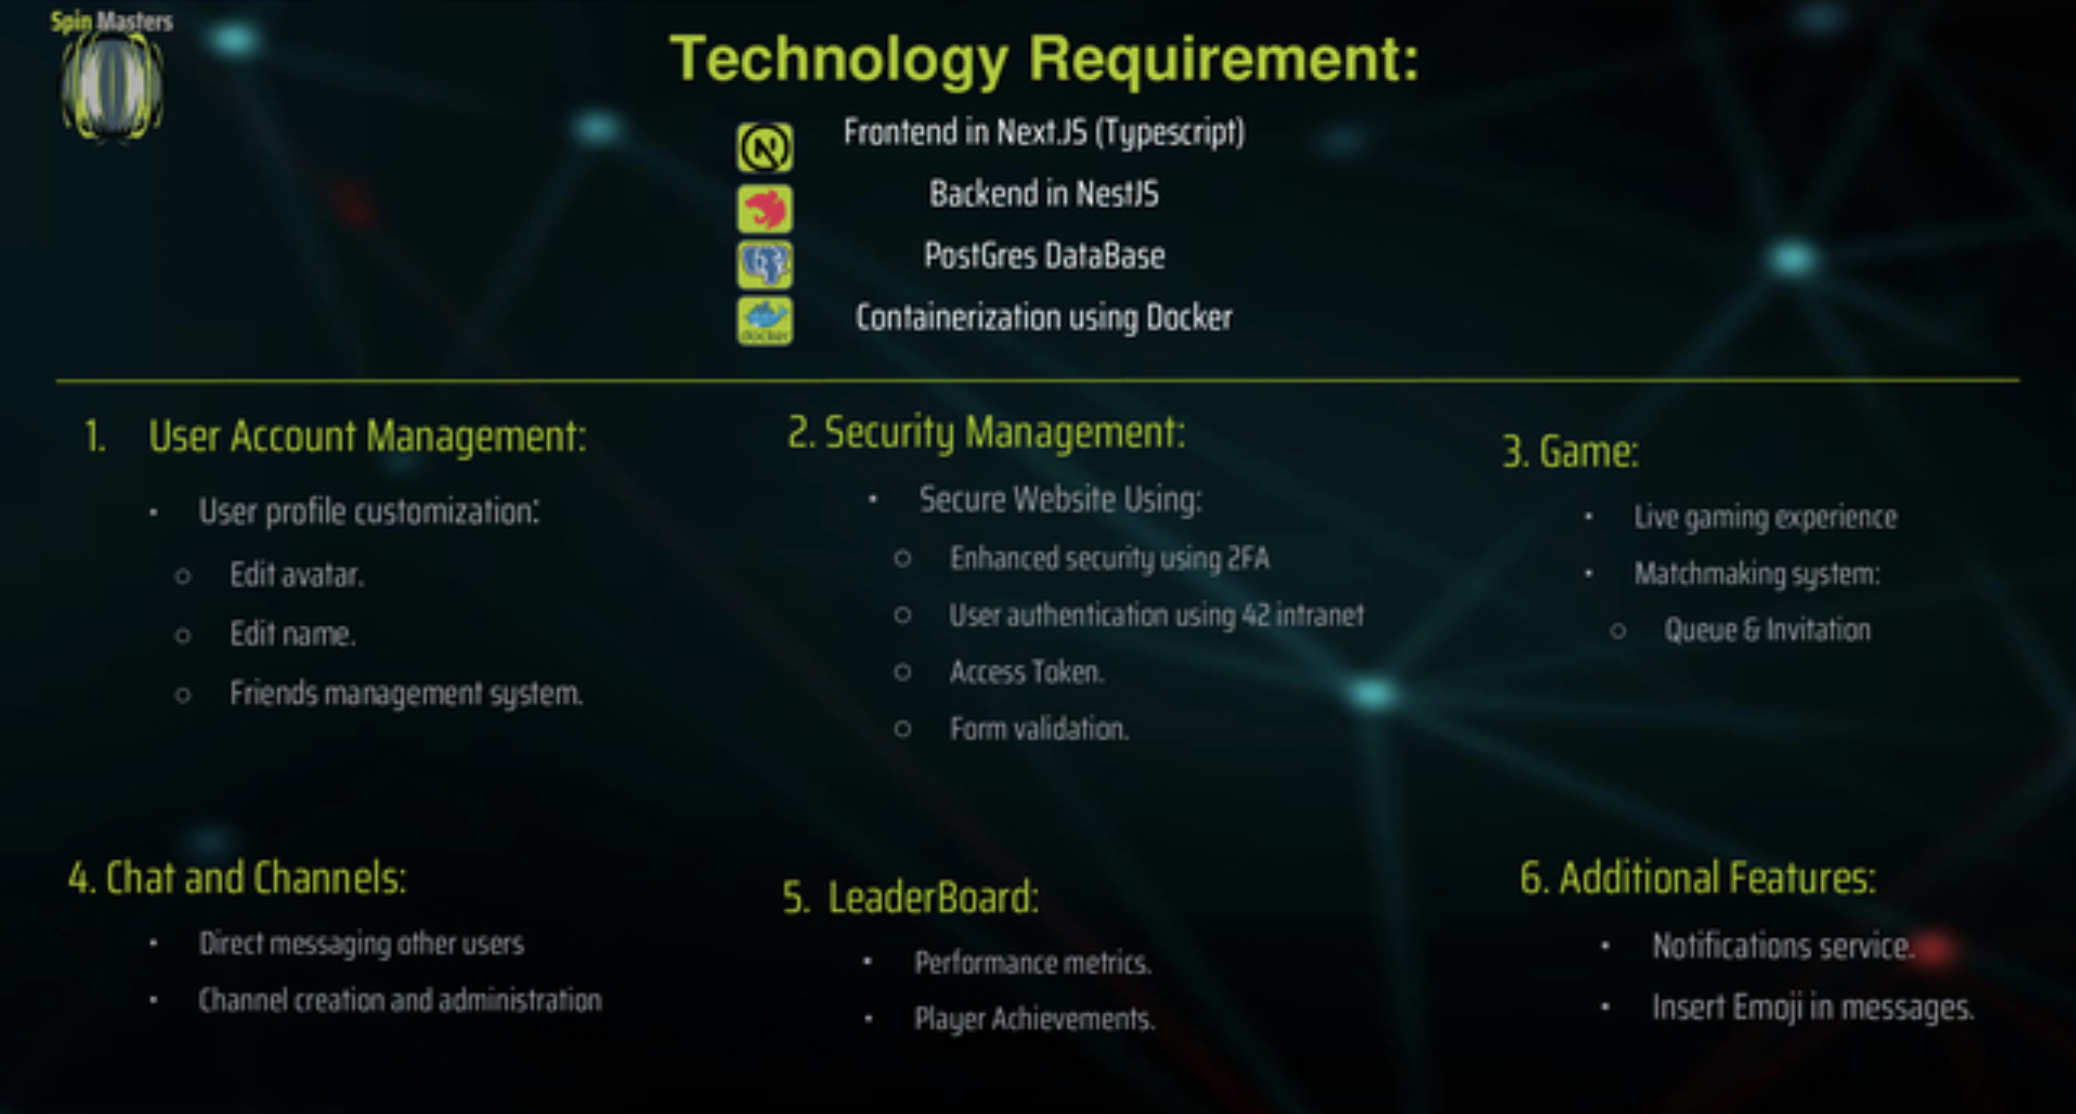 Spin Masters
Technology Requirement:
Frontend in Next.JS (Typescript)
Backend in NestJS
PostGres DataBase
Containerization using Docker
docker
1. User Account Management:
• User profile customization:
○ Edit avatar.
○ Edit name.
○ Friends management system.
2. Security Management:
• Secure Website Using:
○ Enhanced security using 2FA
○ User authentication using 42 intranet
○ Access Token.
○ Form validation.
3. Game:
• Live gaming experience
• Matchmaking system:
○ Queue & Invitation
4. Chat and Channels:
• Direct messaging other users
• Channel creation and administration
5. LeaderBoard:
• Performance metrics.
• Player Achievements.
6. Additional Features:
• Notifications service.
• Insert Emoji in messages.